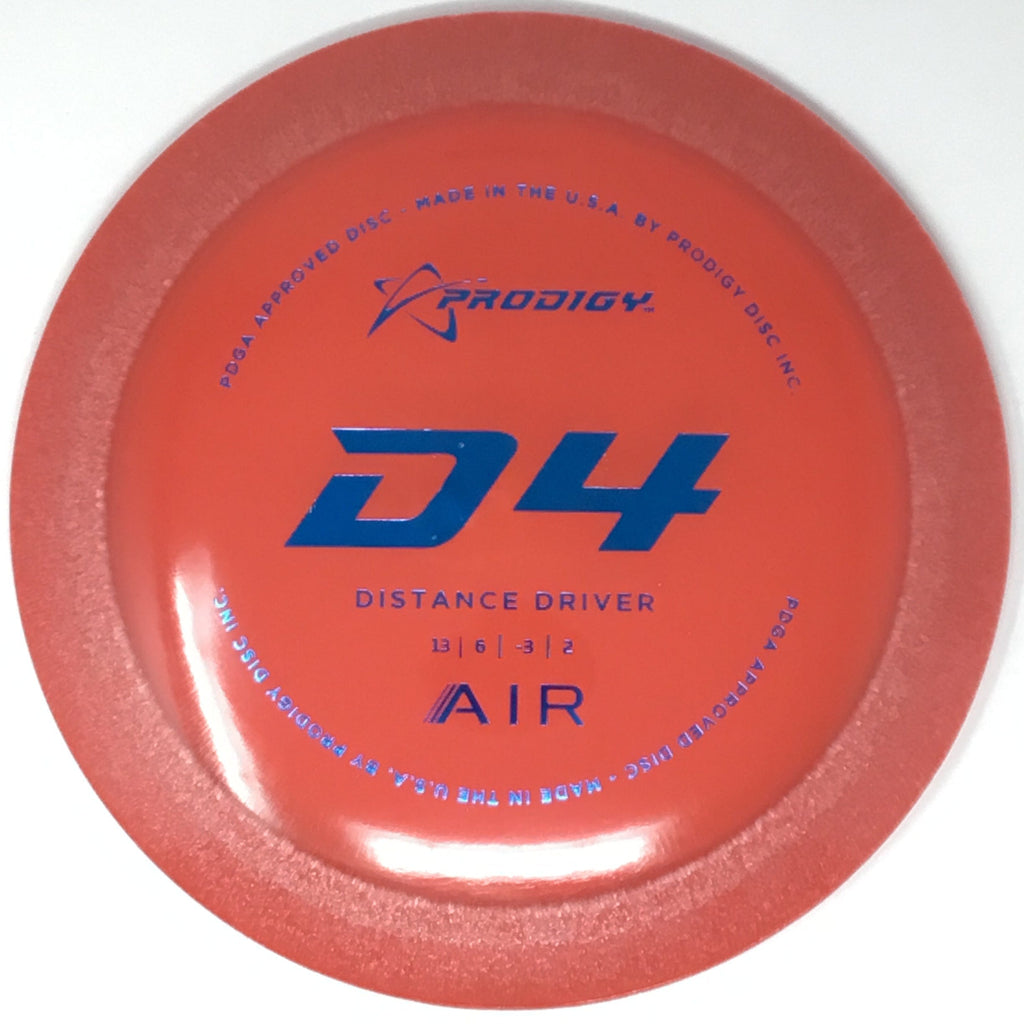 PDGA APPROVED DISC - MADE IN THE U.S.A. BY PRODIGY DISC INC.
PRODIGY™
D4
DISTANCE DRIVER
13 | 6 | -3 | 2
AIR
PDGA APPROVED DISC - MADE IN THE U.S.A. BY PRODIGY DISC INC.